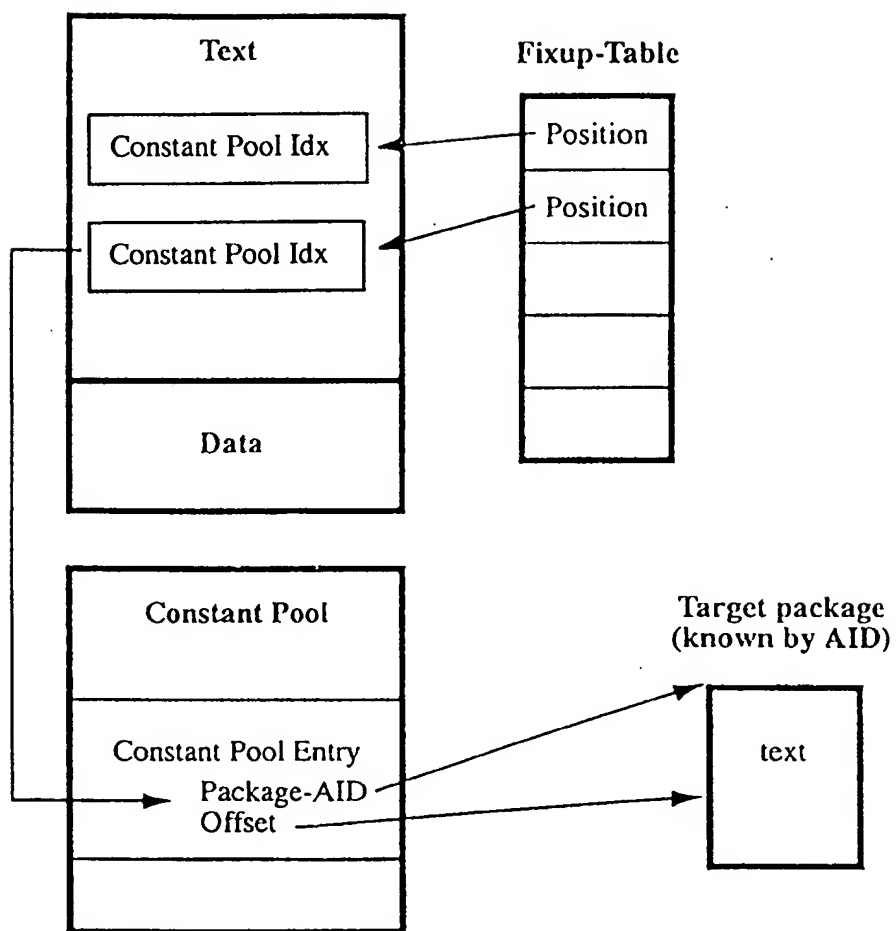 Text
Constant Pool Idx
Constant Pool Idx
Data
Fixup-Table
Position
Position
Constant Pool
Constant Pool Entry
Package-AID
Offset
Target package
(known by AID)
text